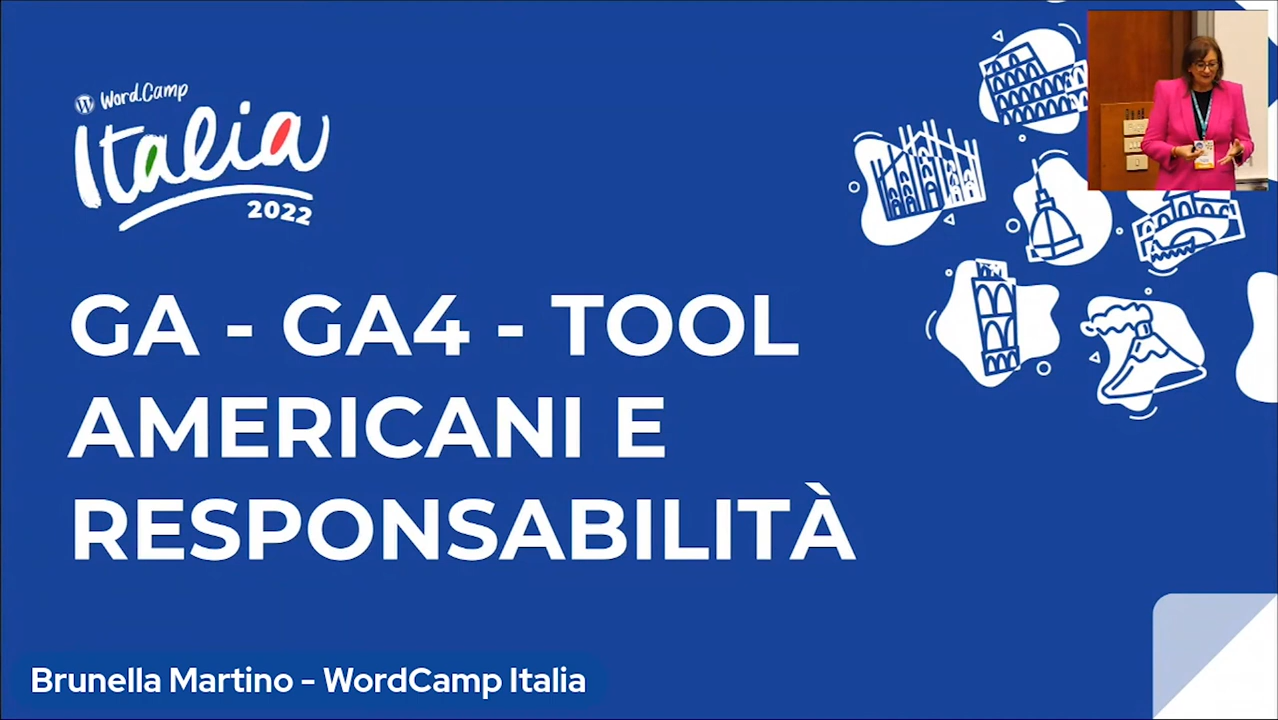 WordCamp
Italia
2022
GA - GA4 - TOOL
AMERICANI E
RESPONSABILITÀ
Brunella Martino - WordCamp Italia